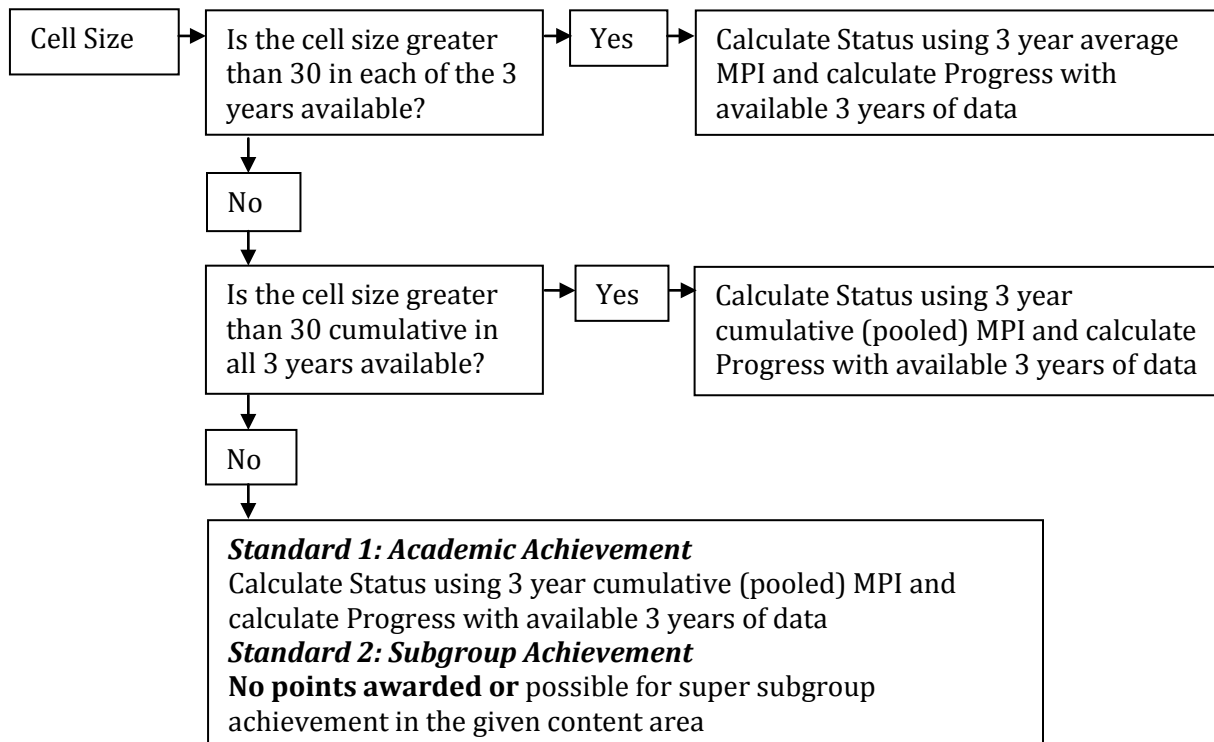 Cell Size
Is the cell size greater
than 30 in each of the 3
years available?
Yes
Calculate Status using 3 year average
MPI and calculate Progress with
available 3 years of data
No
Is the cell size greater
than 30 cumulative in
all 3 years available?
Yes
Calculate Status using 3 year
cumulative (pooled) MPI and calculate
Progress with available 3 years of data
No
Standard 1: Academic Achievement
Calculate Status using 3 year cumulative (pooled) MPI and
calculate Progress with available 3 years of data
Standard 2: Subgroup Achievement
No points awarded or possible for super subgroup
achievement in the given content area